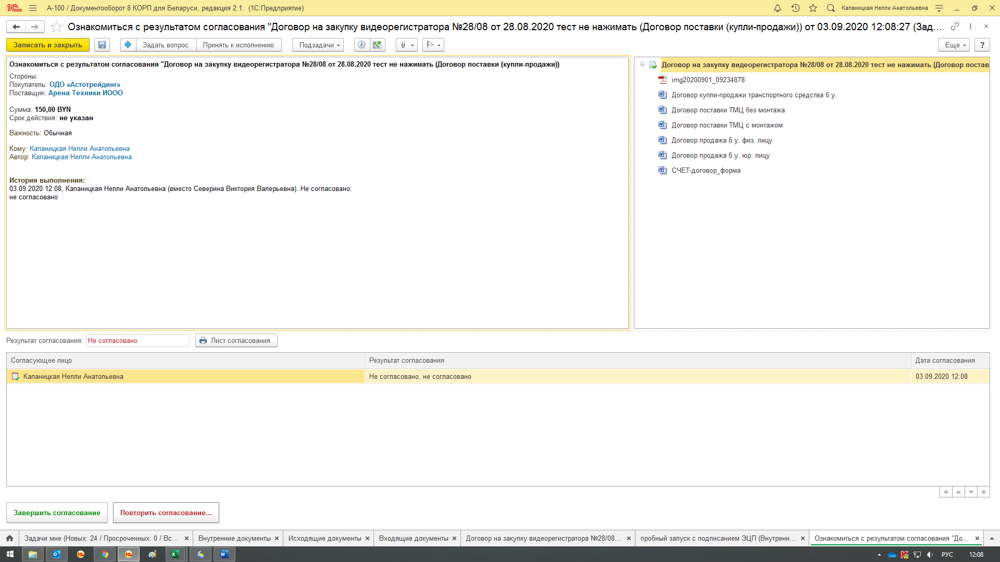 А-100 / Документооборот 8 КОРП для Беларуси, редакция 2.1. (1С:Предприятие)
Капаницкая Нелли Анатольевна
Ознакомиться с результатом согласования "Договор на закупку видеорегистратора №28/08 от 28.08.2020 тест не нажимать (Договор поставки (купли-продажи)) от 03.09.2020 12:08:27 (Зад...
Записать и закрыть
Задать вопрос
Принять к исполнению
Подзадачи
Еще
?
Ознакомиться с результатом согласования "Договор на закупку видеорегистратора №28/08 от 28.08.2020 тест не нажимать (Договор поставки (купли-продажи))
Стороны:
Покупатель: ОДО «Астотрейдинг»
Поставщик: Арена Техники ИООО
Сумма: 150,00 BYN
Срок действия: не указан
Важность: Обычная
Кому: Капаницкая Нелли Анатольевна
Автор: Капаницкая Нелли Анатольевна
История выполнения:
03.09.2020 12:08, Капаницкая Нелли Анатольевна (вместо Северина Виктория Валерьевна). Не согласовано:
не согласовано
Договор на закупку видеорегистратора №28/08 от 28.08.2020 тест не нажимать (Договор постав
img20200901_09234878
Договор купли-продажи транспортного средства б.у.
Договор поставки ТМЦ без монтажа
Договор поставки ТМЦ с монтажом
Договор продажа б.у. физ. лицу
Договор продажа б.у. юр. лицу
СЧЕТ-договор_форма
Результат согласования: Не согласовано
Лист согласования
Согласующее лицо
Результат согласования
Дата согласования
Капаницкая Нелли Анатольевна
Не согласовано, не согласовано
03.09.2020 12:08
Завершить согласование
Повторить согласование...
Задачи мне (Новых: 24 / Просроченных: 0 / Вс...
Внутренние документы
Исходящие документы
Входящие документы
Договор на закупку видеорегистратора №28/08...
пробный запуск с подписанием ЭЦП (Внутренн...
Ознакомиться с результатом согласования "До...
РУС
12:08